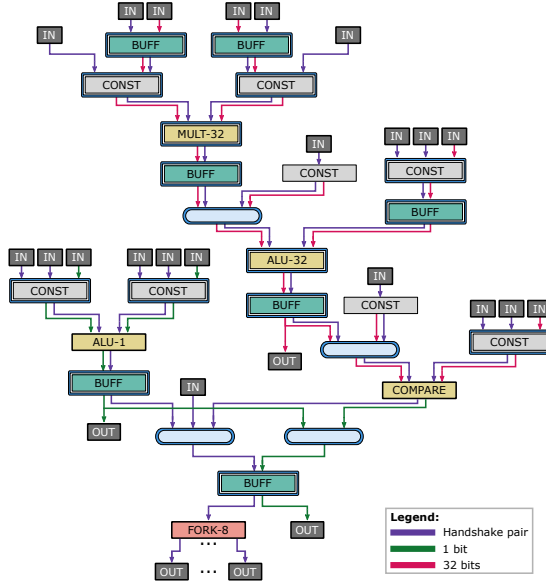 IN IN IN IN
IN IN
BUFF BUFF
CONST CONST
MULT-32
IN IN IN IN
BUFF CONST CONST
BUFF
IN IN IN IN IN IN
ALU-32
CONST CONST IN
BUFF CONST IN IN IN
ALU-1 CONST
OUT
BUFF IN COMPARE
OUT
BUFF
FORK-8 OUT
... 
OUT ... OUT
Legend:
Handshake pair
1 bit
32 bits